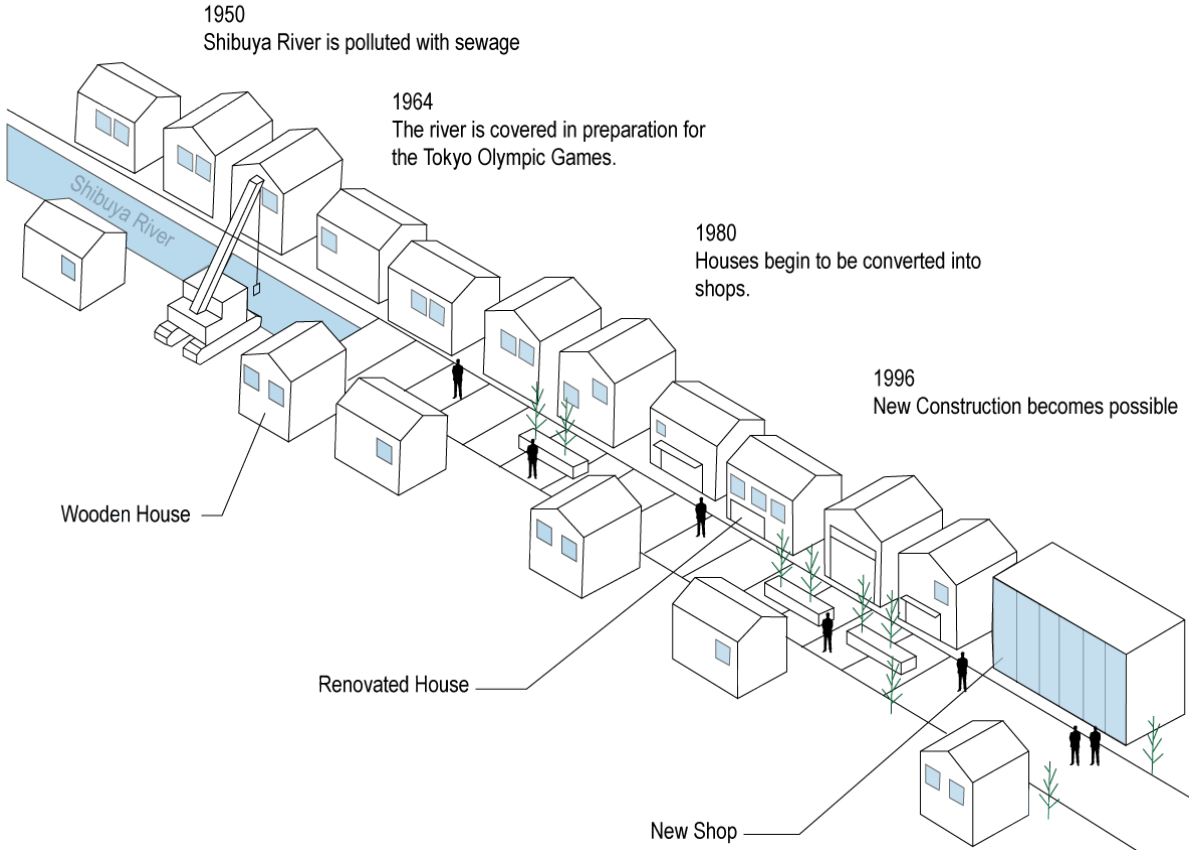 1950
Shibuya River is polluted with sewage
1964
The river is covered in preparation for
the Tokyo Olympic Games.
1980
Houses begin to be converted into
shops.
1996
New Construction becomes possible
Shibuya River
Wooden House
Renovated House
New Shop